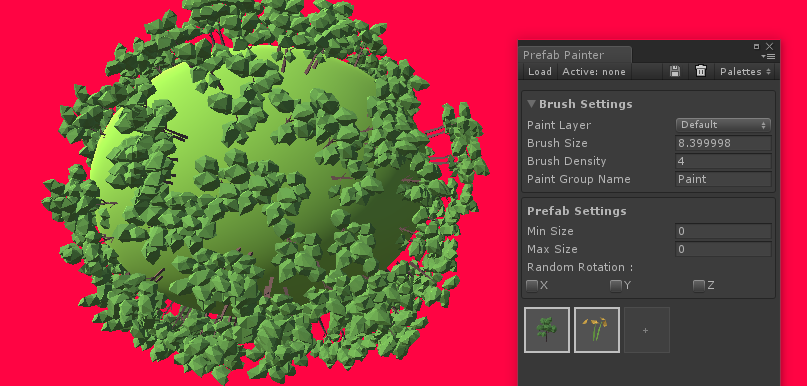 Prefab Painter
Load Active: none Palettes
Brush Settings
Paint Layer Default
Brush Size 8.399998
Brush Density 4
Paint Group Name Paint
Prefab Settings
Min Size 0
Max Size 0
Random Rotation :
X Y Z
+